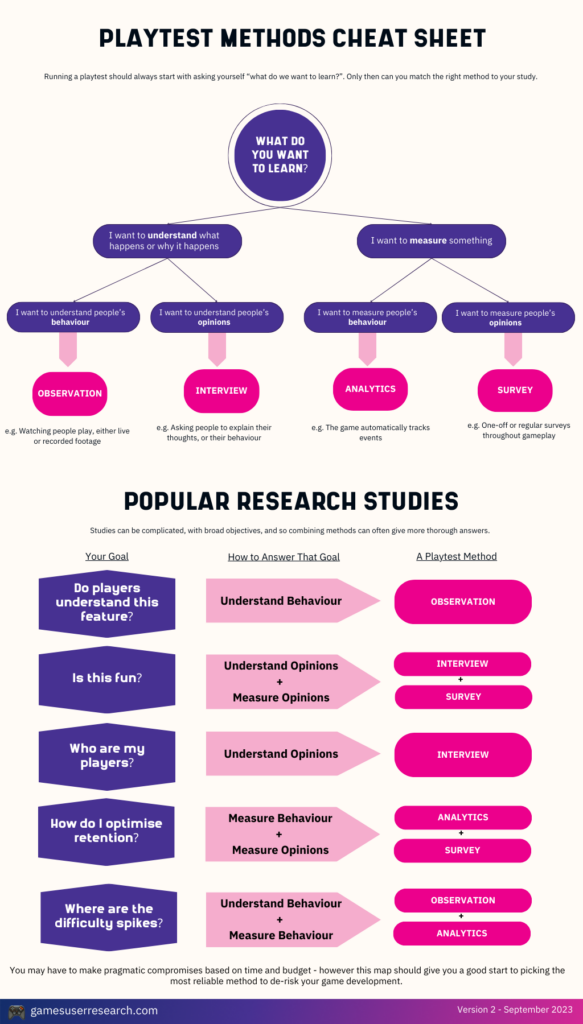 PLAYTEST METHODS CHEAT SHEET
Running a playtest should always start with asking yourself "what do we want to learn?". Only then can you match the right method to your study.
WHAT DO
YOU WANT
TO LEARN?
I want to understand what
happens or why it happens
I want to measure something
I want to understand people's
behaviour
I want to understand people's
opinions
I want to measure people's
behaviour
I want to measure people's
opinions
OBSERVATION
INTERVIEW
ANALYTICS
SURVEY
e.g. Watching people play, either live
or recorded footage
e.g. Asking people to explain their
thoughts, or their behaviour
e.g. The game automatically tracks
events
e.g. One-off or regular surveys
throughout gameplay
POPULAR RESEARCH STUDIES
Studies can be complicated, with broad objectives, and so combining methods can often give more thorough answers.
Your Goal
How to Answer That Goal
A Playtest Method
Do players
understand this
feature?
Understand Behaviour
OBSERVATION
Is this fun?
Understand Opinions
+
Measure Opinions
INTERVIEW
+
SURVEY
Who are my
players?
Understand Opinions
INTERVIEW
How do I optimise
retention?
Measure Behaviour
+
Measure Opinions
ANALYTICS
+
SURVEY
Where are the
difficulty spikes?
Understand Behaviour
+
Measure Behaviour
OBSERVATION
+
ANALYTICS
You may have to make pragmatic compromises based on time and budget - however this map should give you a good start to picking the
most reliable method to de-risk your game development.
gamesuserresearch.com
Version 2 - September 2023